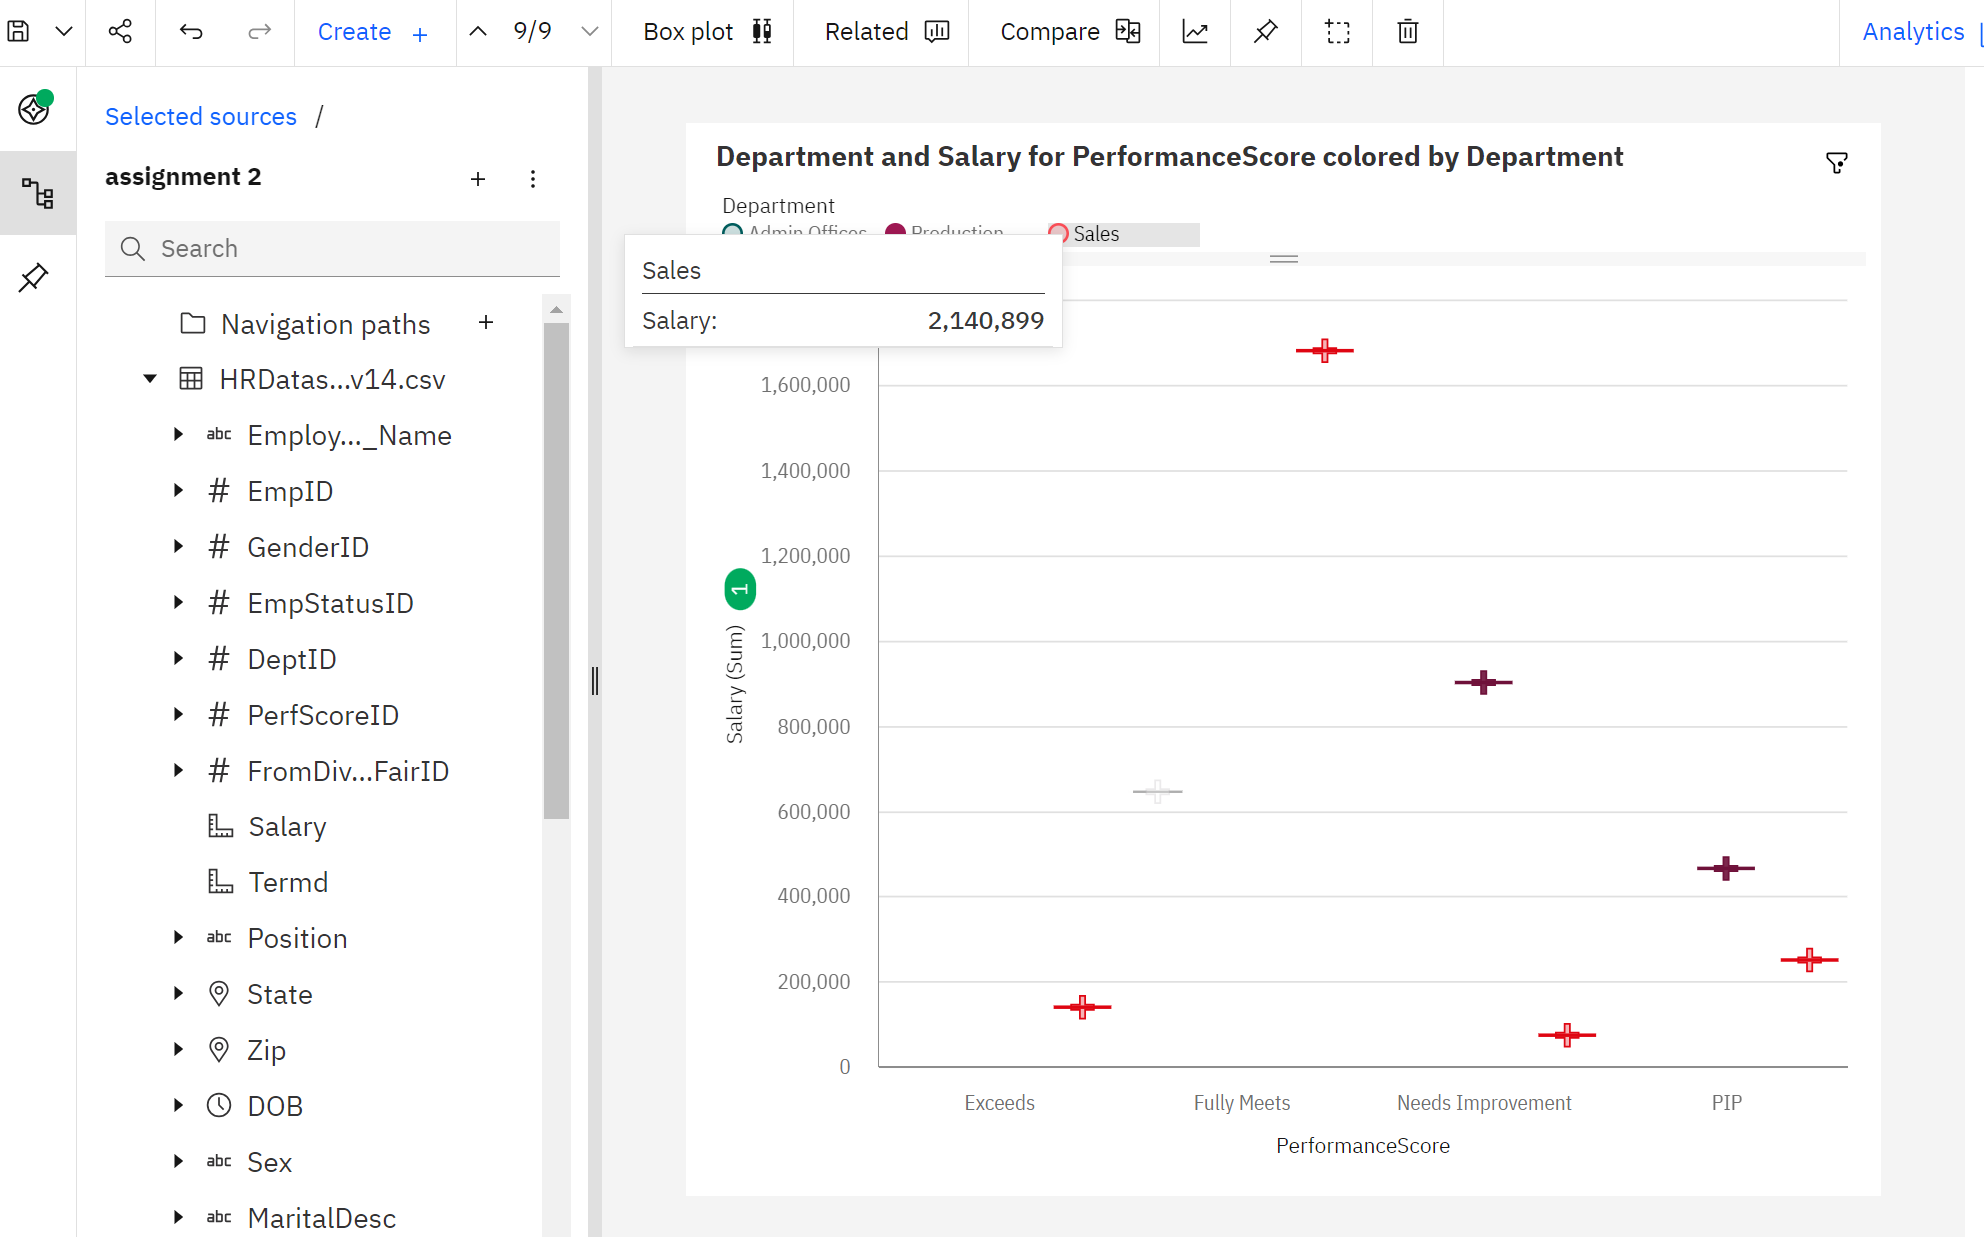 Create +
9/9
Box plot
Related
Compare
Analytics
Selected sources /
assignment 2
Search
Navigation paths
HRDatas...v14.csv
abc Employ..._Name
# EmpID
# GenderID
# EmpStatusID
# DeptID
# PerfScoreID
# FromDiv...FairID
Salary
Termd
abc Position
State
Zip
DOB
abc Sex
abc MaritalDesc
Department and Salary for PerformanceScore colored by Department
Department
Admin Offices Production Sales
Sales
Salary: 2,140,899
1,600,000
1,400,000
1,200,000
1,000,000
800,000
600,000
400,000
200,000
0
1
Salary (Sum)
Exceeds Fully Meets Needs Improvement PIP
PerformanceScore